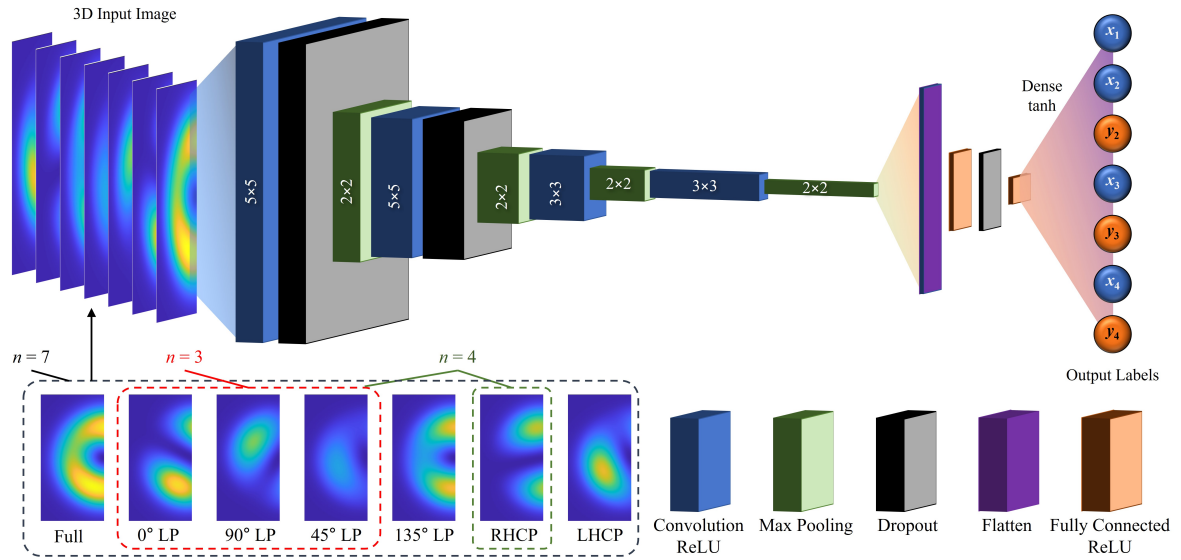 3D Input Image
5×5
2×2
5×5
2×2
3×3
2×2
3×3
2×2
Dense
tanh
x1
x2
y2
x3
y3
x4
y4
Output Labels
n = 7
n = 3
n = 4
Full
0° LP
90° LP
45° LP
135° LP
RHCP
LHCP
Convolution
ReLU
Max Pooling
Dropout
Flatten
Fully Connected
ReLU